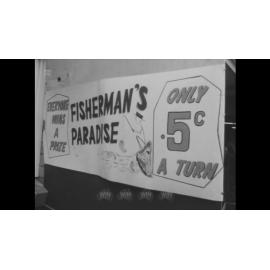 EVERYONE
WINS
A
PRIZE
FISHERMAN'S
PARADISE
ONLY
.5c
A TURN